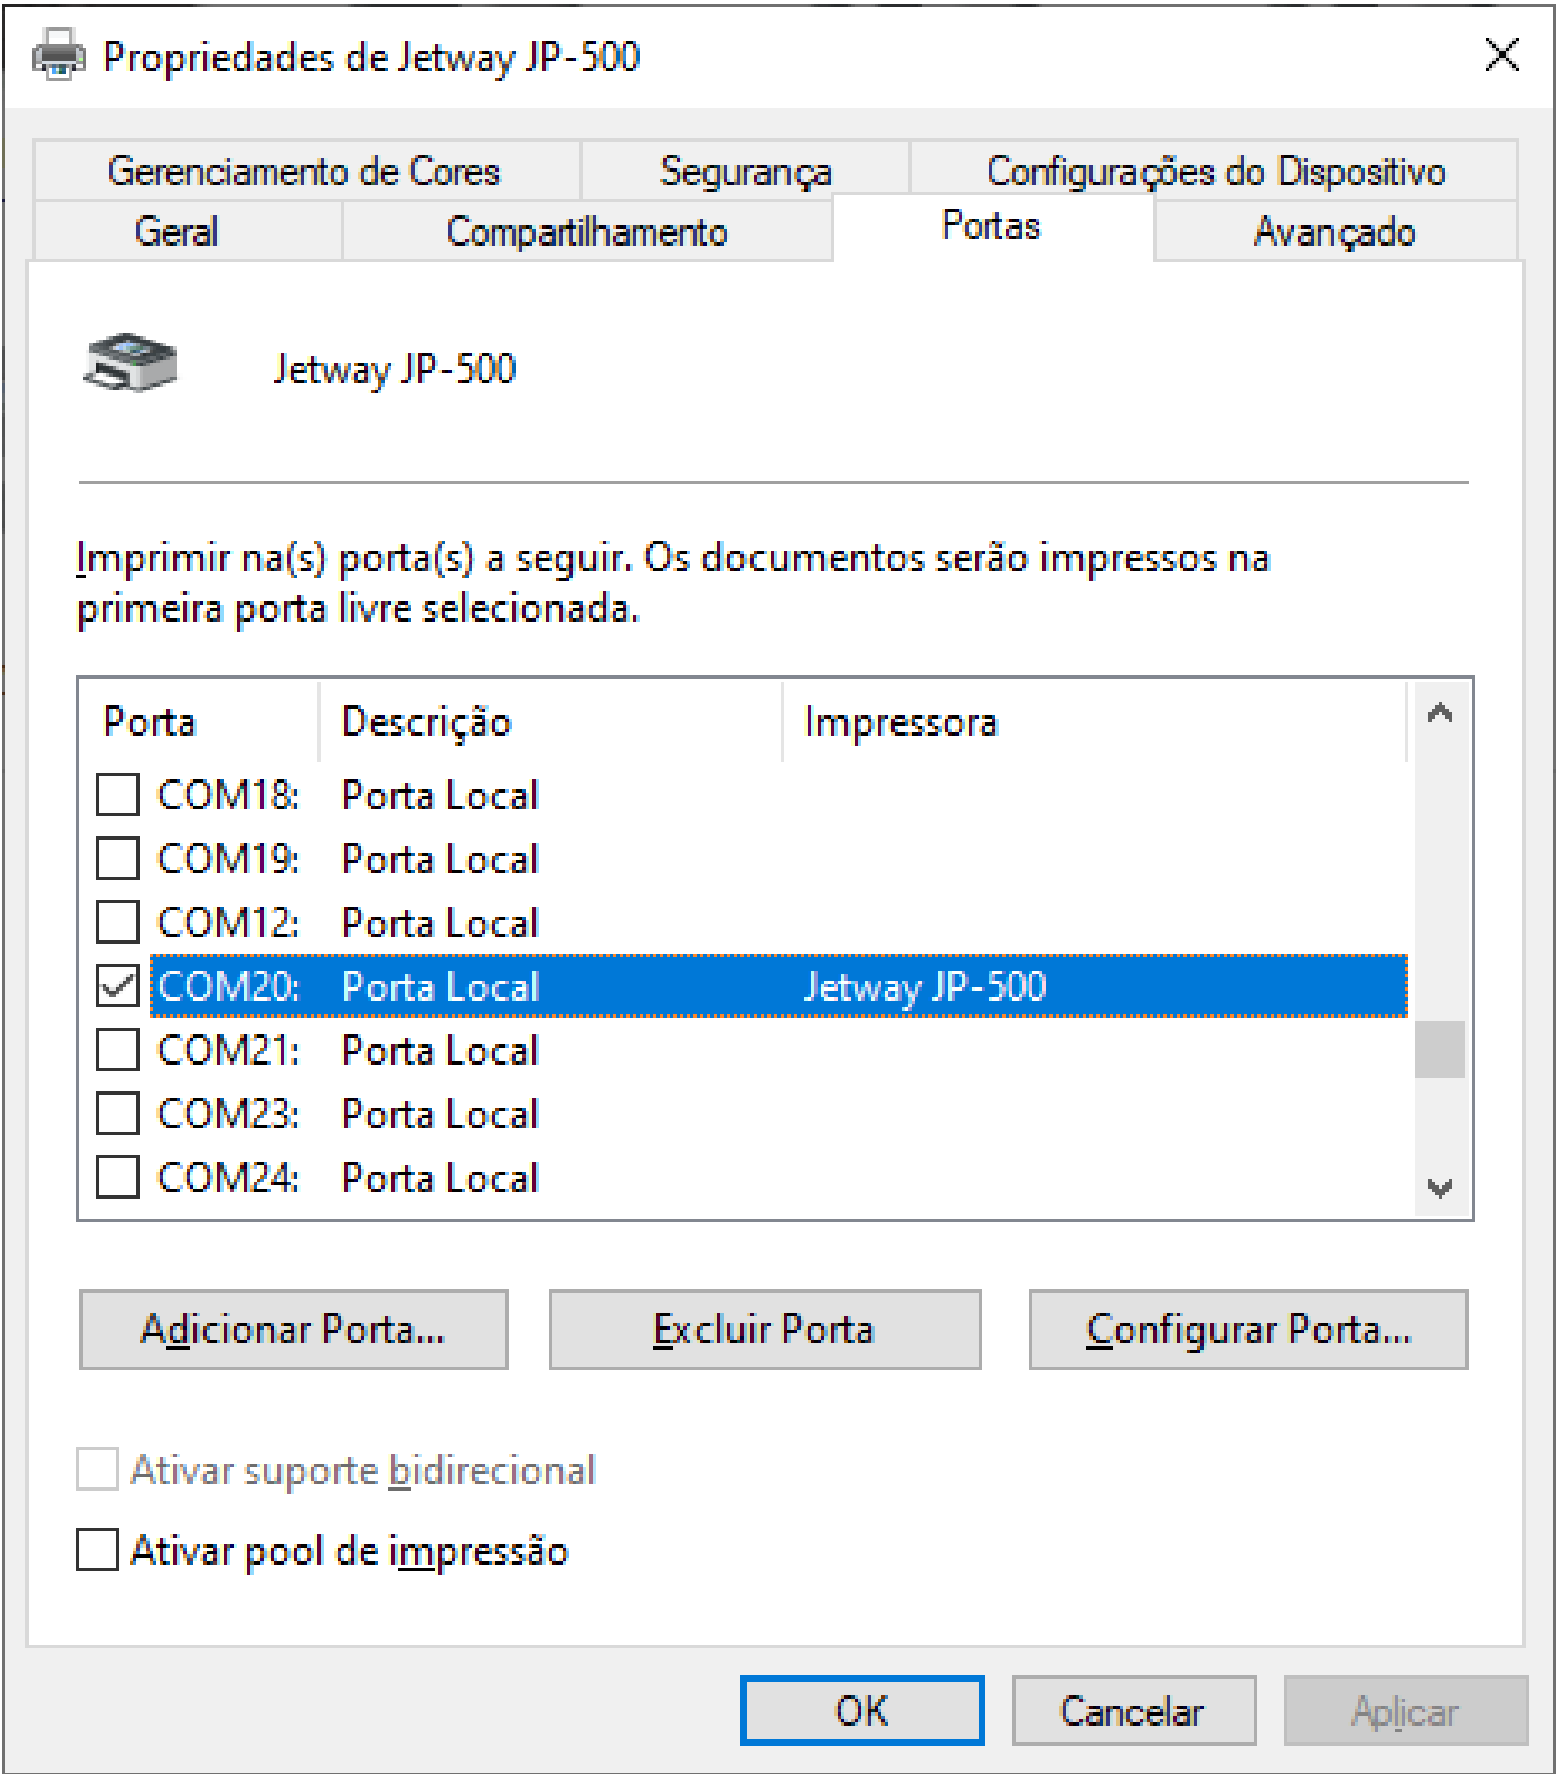 Propriedades de Jetway JP-500
Gerenciamento de Cores Segurança Configurações do Dispositivo
Geral Compartilhamento Portas Avançado
Jetway JP-500
Imprimir na(s) porta(s) a seguir. Os documentos serão impressos na
primeira porta livre selecionada.
Porta Descrição Impressora
COM18: Porta Local
COM19: Porta Local
COM12: Porta Local
COM20: Porta Local Jetway JP-500
COM21: Porta Local
COM23: Porta Local
COM24: Porta Local
Adicionar Porta... Excluir Porta Configurar Porta...
Ativar suporte bidirecional
Ativar pool de impressão
OK Cancelar Aplicar